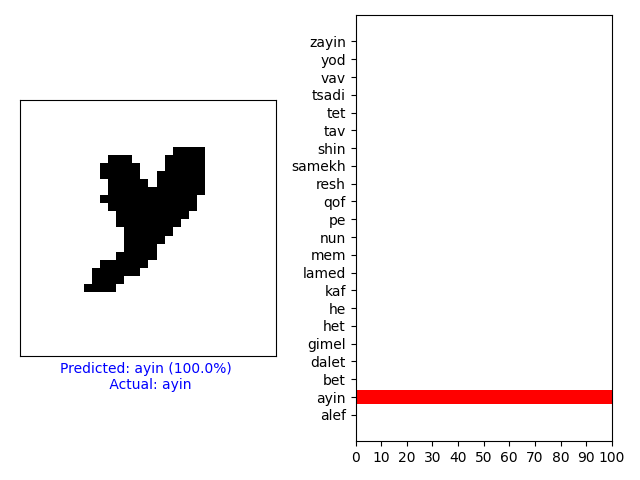 ע
Predicted: ayin (100.0%)
Actual: ayin
zayin
yod
vav
tsadi
tet
tav
shin
samekh
resh
qof
pe
nun
mem
lamed
kaf
he
het
gimel
dalet
bet
ayin
alef
0 10 20 30 40 50 60 70 80 90 100